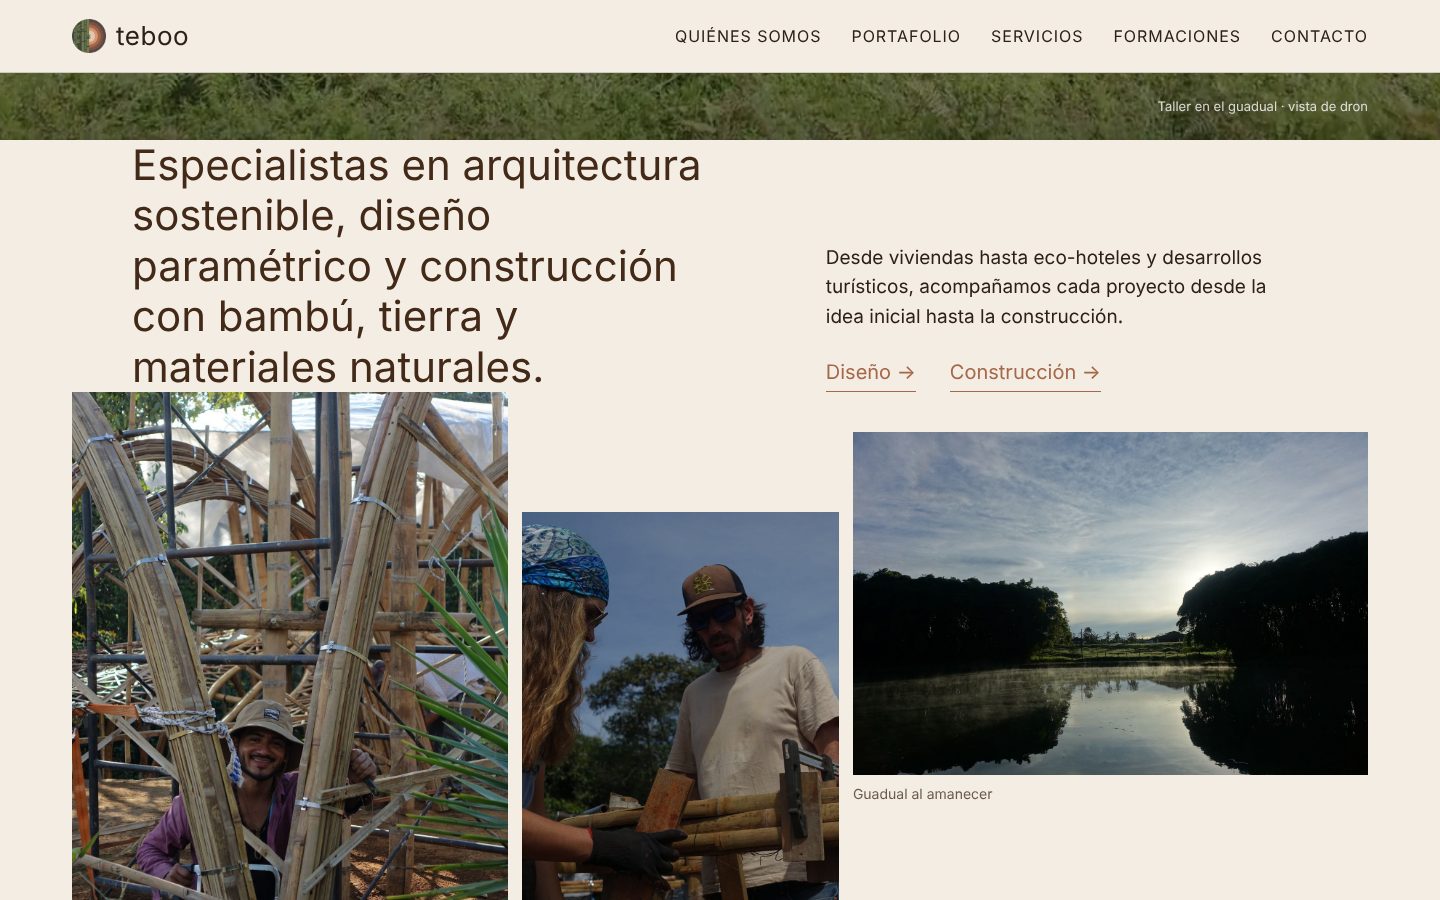 teboo
QUIÉNES SOMOS
PORTAFOLIO
SERVICIOS
FORMACIONES
CONTACTO
Taller en el guadual · vista de dron
Especialistas en arquitectura
sostenible, diseño
paramétrico y construcción
con bambú, tierra y
materiales naturales.
Desde viviendas hasta eco-hoteles y desarrollos
turísticos, acompañamos cada proyecto desde la
idea inicial hasta la construcción.
Diseño →
Construcción →
Guadual al amanecer